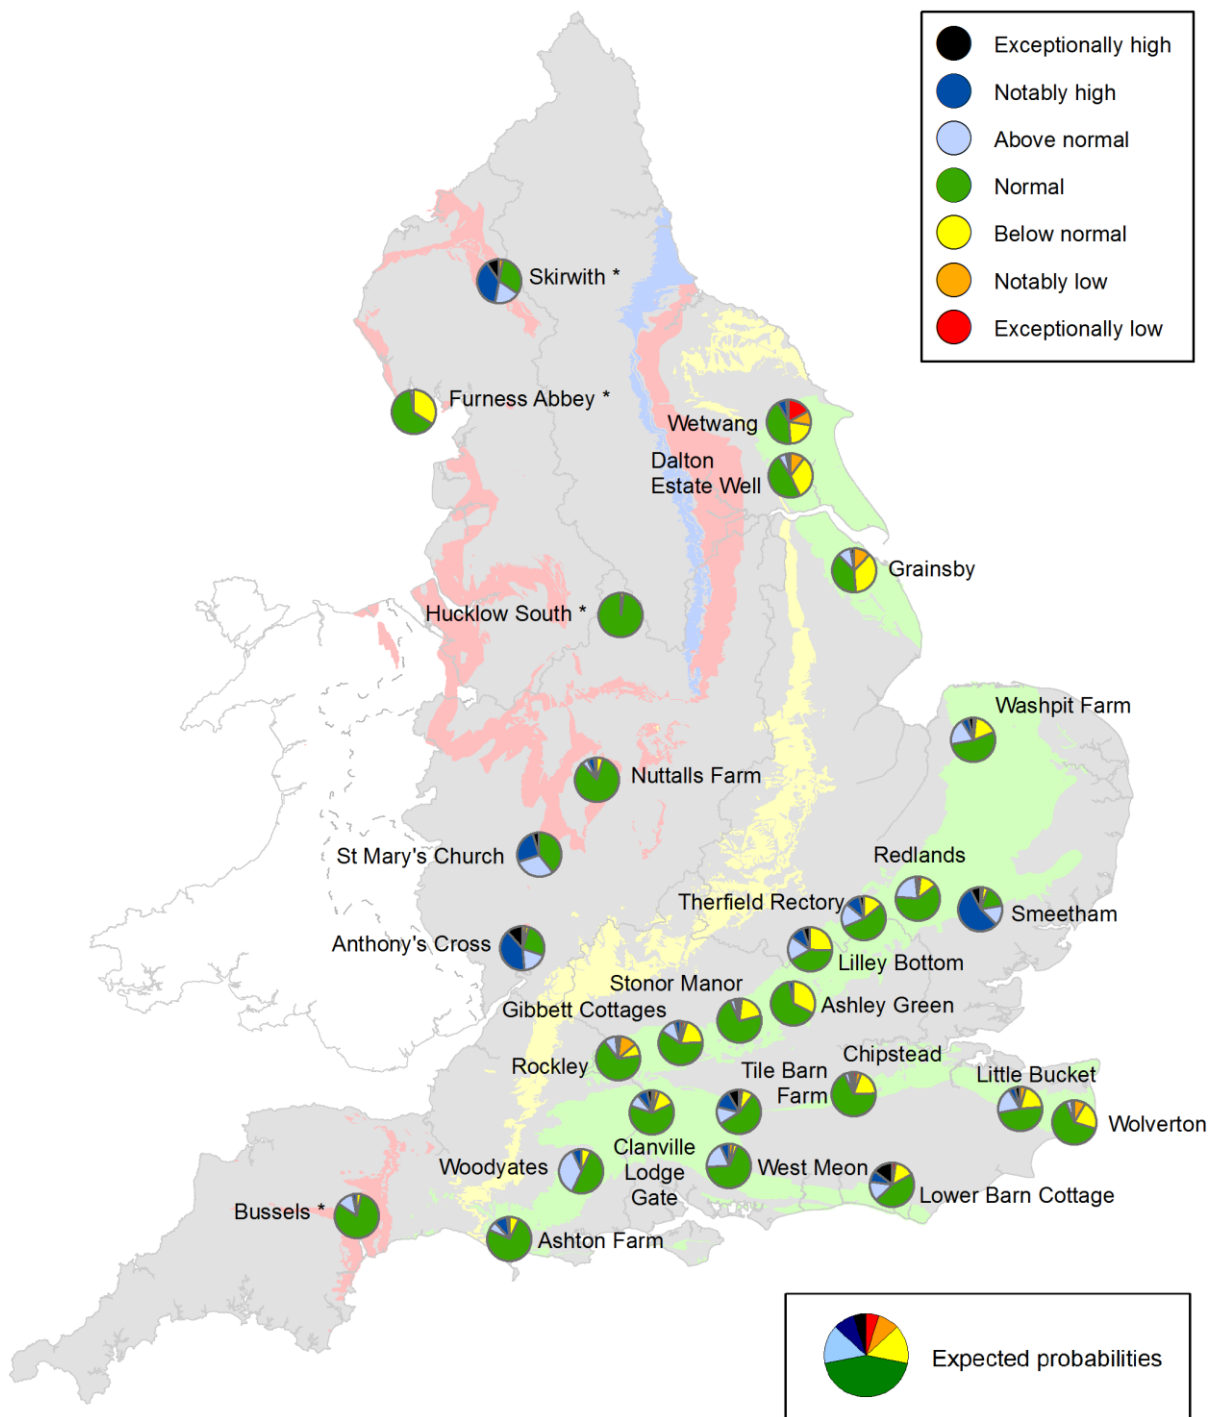 Exceptionally high
Notably high
Above normal
Normal
Below normal
Notably low
Exceptionally low
Skirwith *
Furness Abbey *
Wetwang
Dalton
Estate Well
Grainsby
Hucklow South *
Washpit Farm
Nuttalls Farm
St Mary's Church
Redlands
Therfield Rectory
Smeetham
Anthony's Cross
Lilley Bottom
Stonor Manor
Gibbett Cottages
Ashley Green
Rockley
Chipstead
Tile Barn
Farm
Little Bucket
Wolverton
Clanville
Lodge
Gate
Woodyates
West Meon
Lower Barn Cottage
Bussels *
Ashton Farm
Expected probabilities